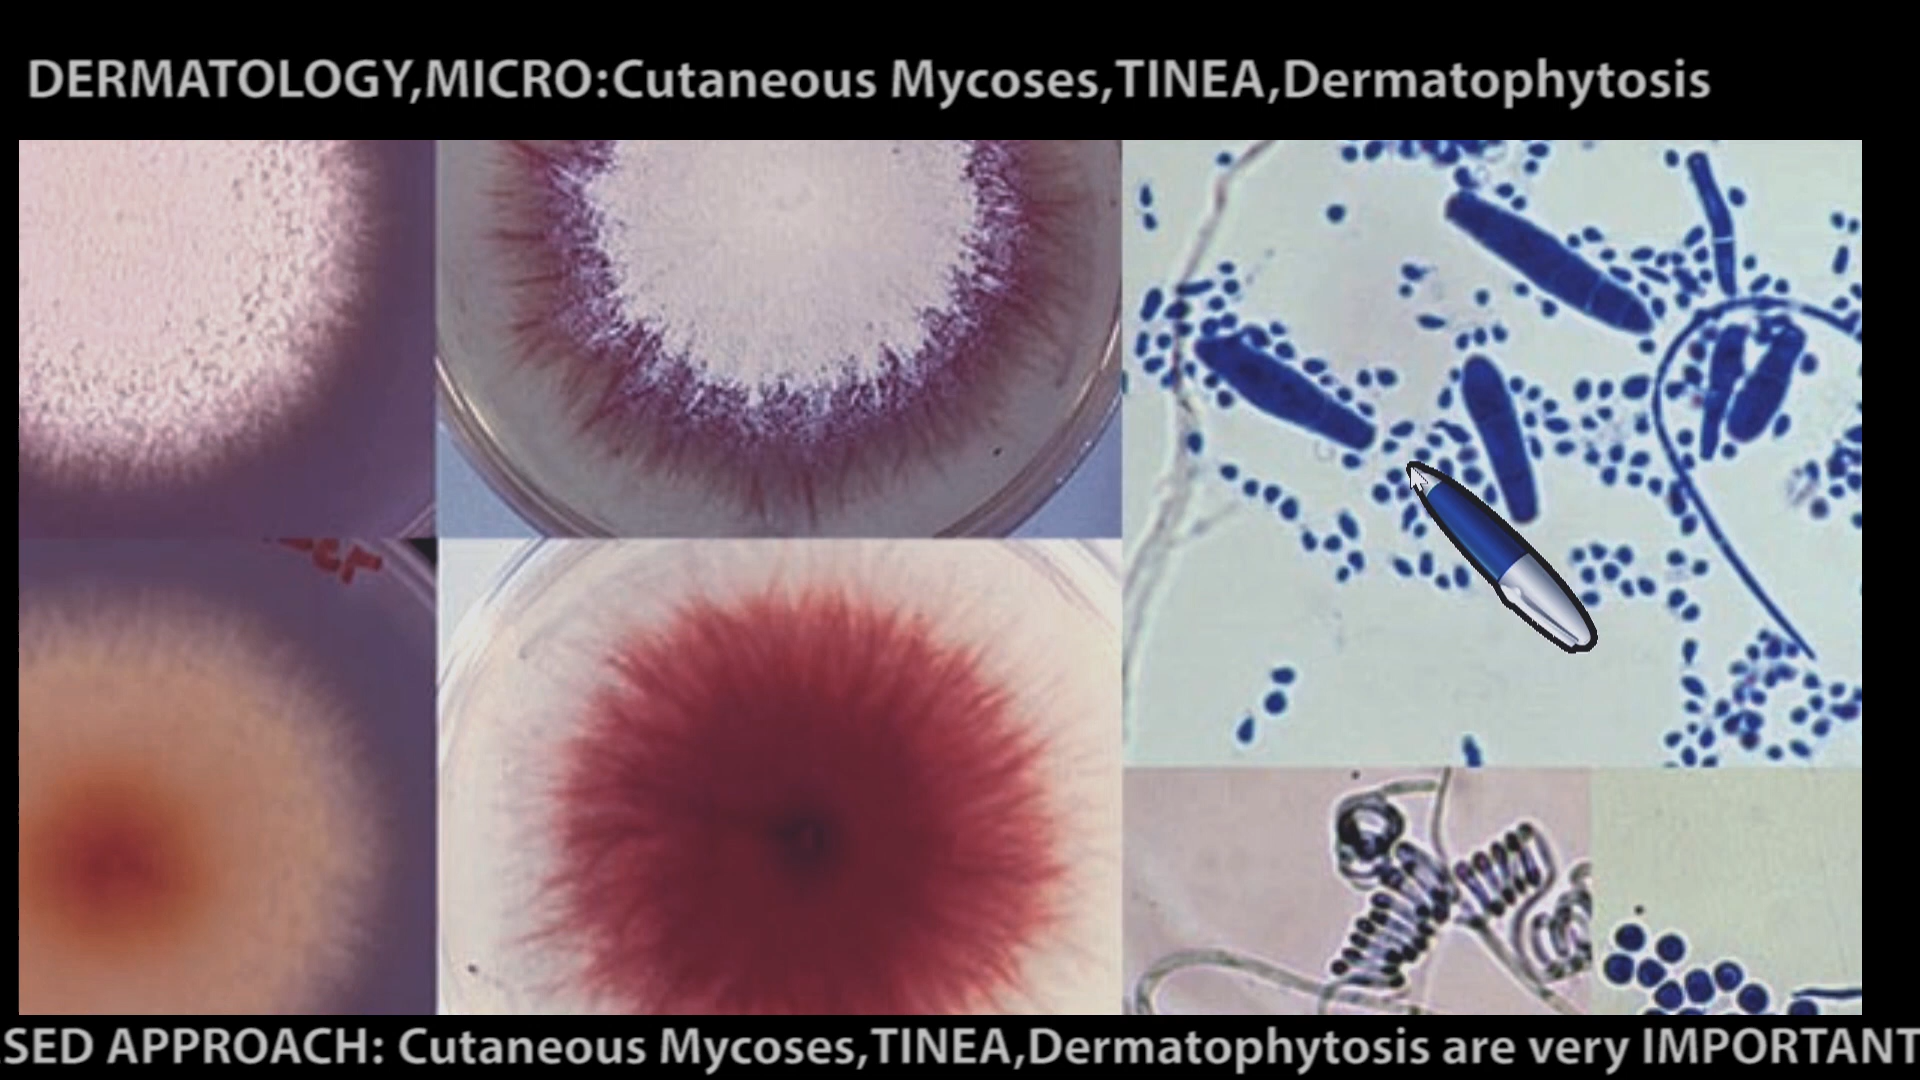 DERMATOLOGY,MICRO:Cutaneous Mycoses,TINEA,Dermatophytosis
SED APPROACH: Cutaneous Mycoses,TINEA,Dermatophytosis are very IMPORTANT